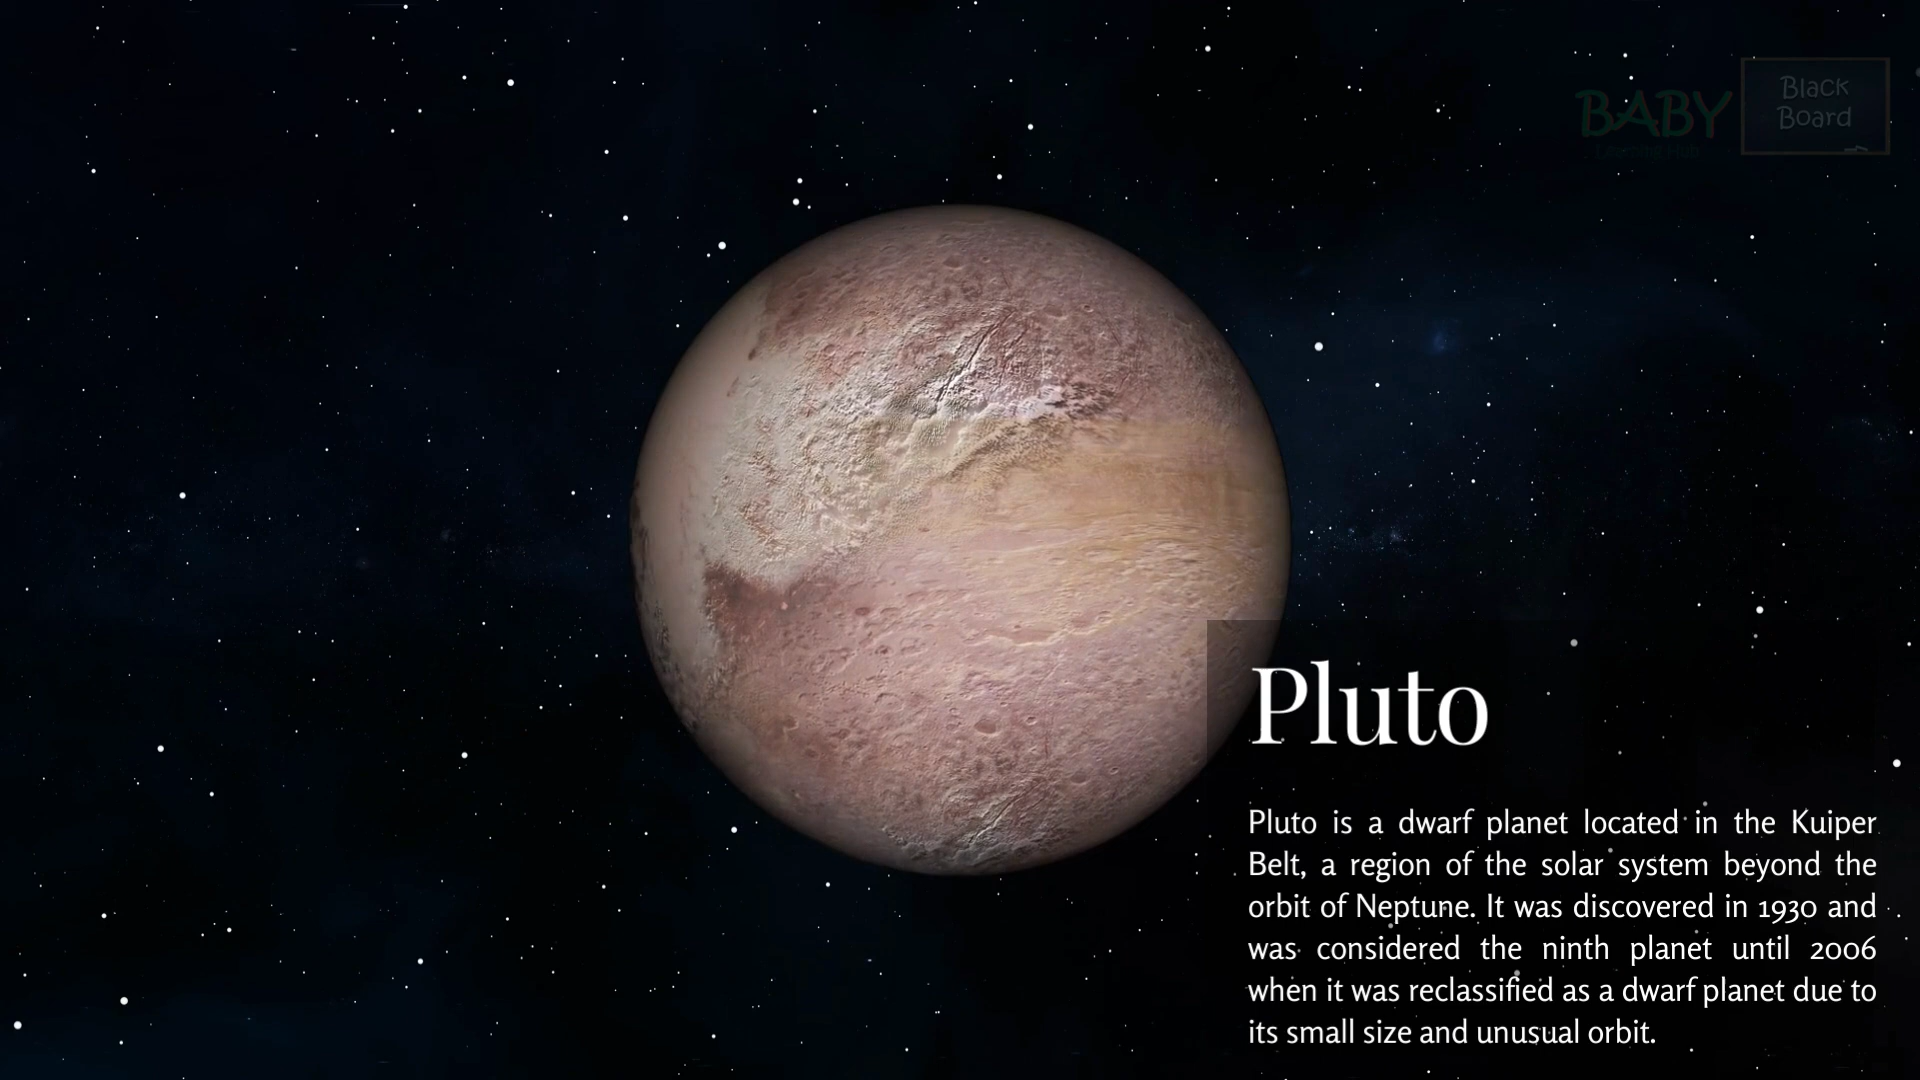 BABY
Learning Hub
Black
Board
Pluto
Pluto is a dwarf planet located in the Kuiper
Belt, a region of the solar system beyond the
orbit of Neptune. It was discovered in 1930 and
was considered the ninth planet until 2006
when it was reclassified as a dwarf planet due to
its small size and unusual orbit.